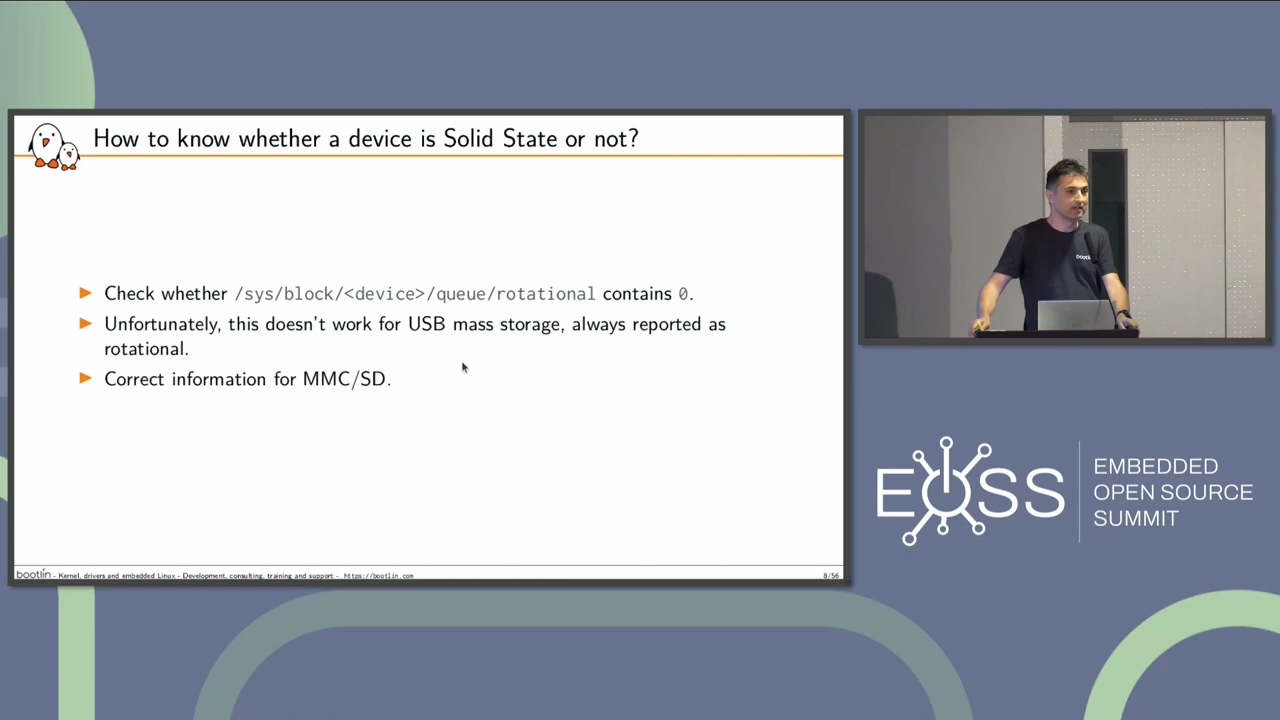 How to know whether a device is Solid State or not?
▶ Check whether /sys/block/<device>/queue/rotational contains 0.
▶ Unfortunately, this doesn't work for USB mass storage, always reported as
rotational.
▶ Correct information for MMC/SD.
bootlin - Kernel, drivers and embedded Linux - Development, consulting, training and support - https://bootlin.com
8/56
bootlin
EOSS
EMBEDDED
OPEN SOURCE
SUMMIT